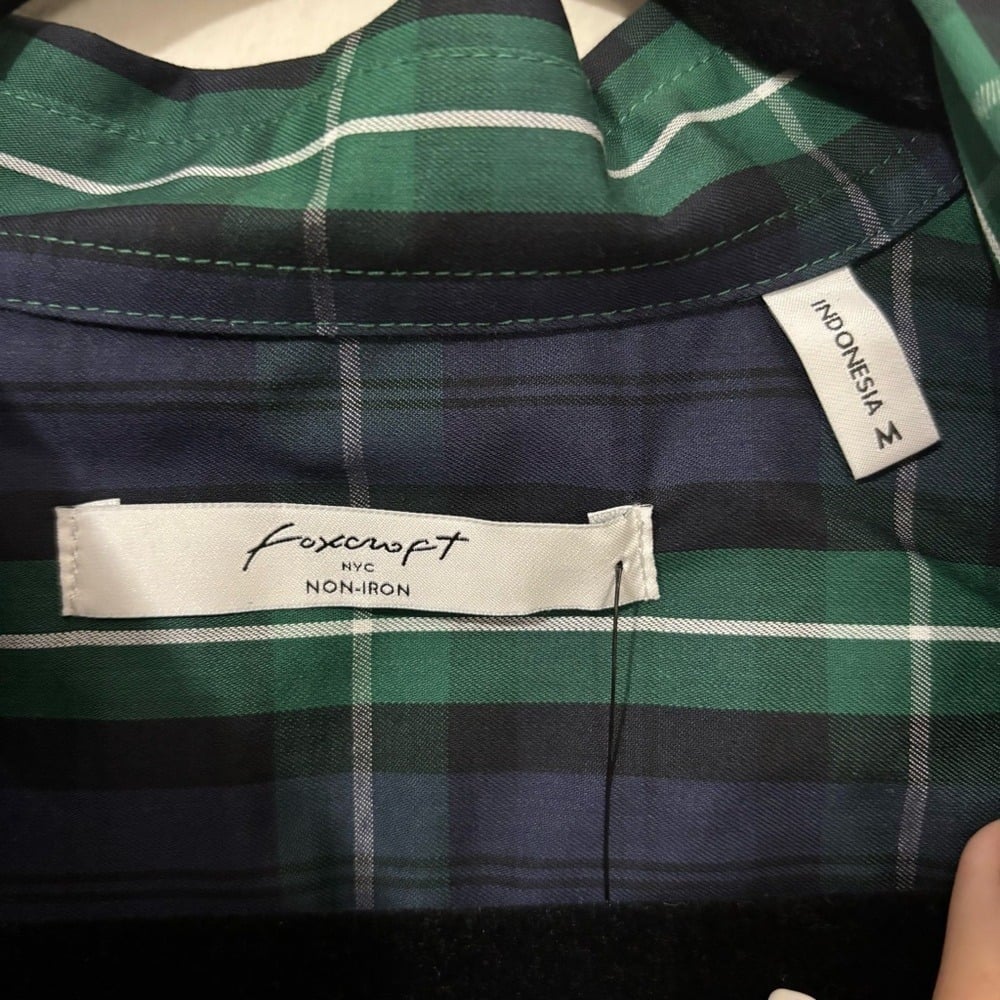 foxcroft
NYC
NON-IRON
INDONESIA M